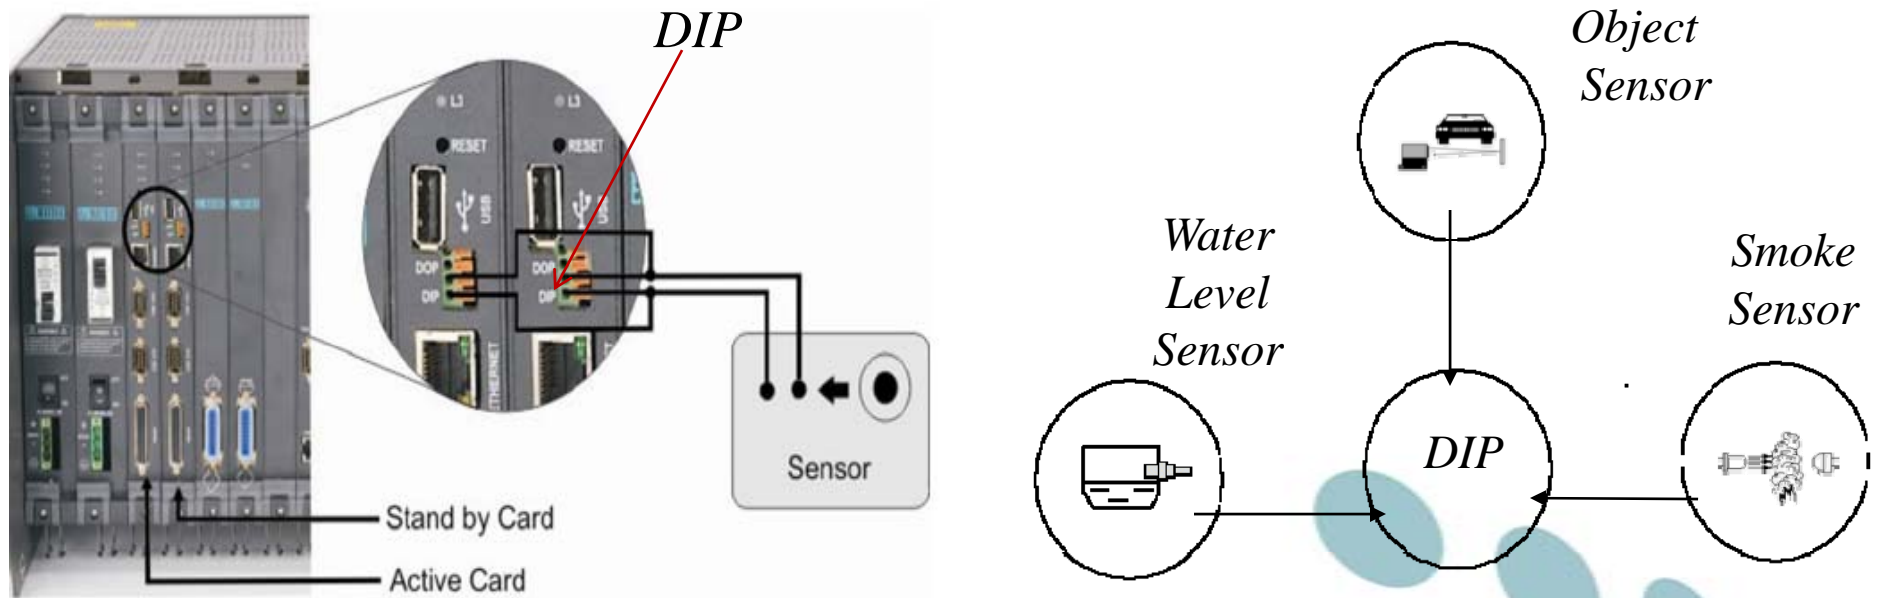 DIP
L3
L3
RESET
RESET
USB
DOP
DOP
DIP
DIP
ETHERNET
Sensor
Stand by Card
Active Card
Object
Sensor
Water
Level
Sensor
Smoke
Sensor
DIP